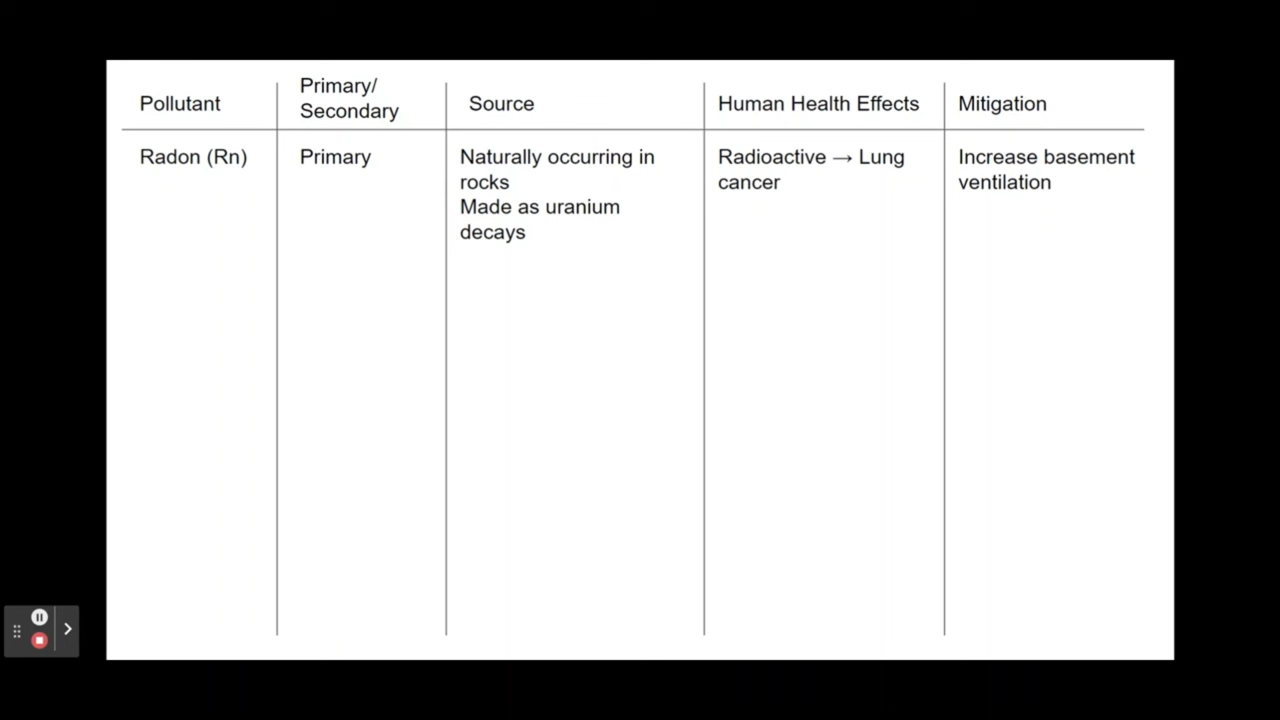 Pollutant
Primary/
Secondary
Source
Human Health Effects
Mitigation
Radon (Rn)
Primary
Naturally occurring in
rocks
Made as uranium
decays
Radioactive → Lung
cancer
Increase basement
ventilation